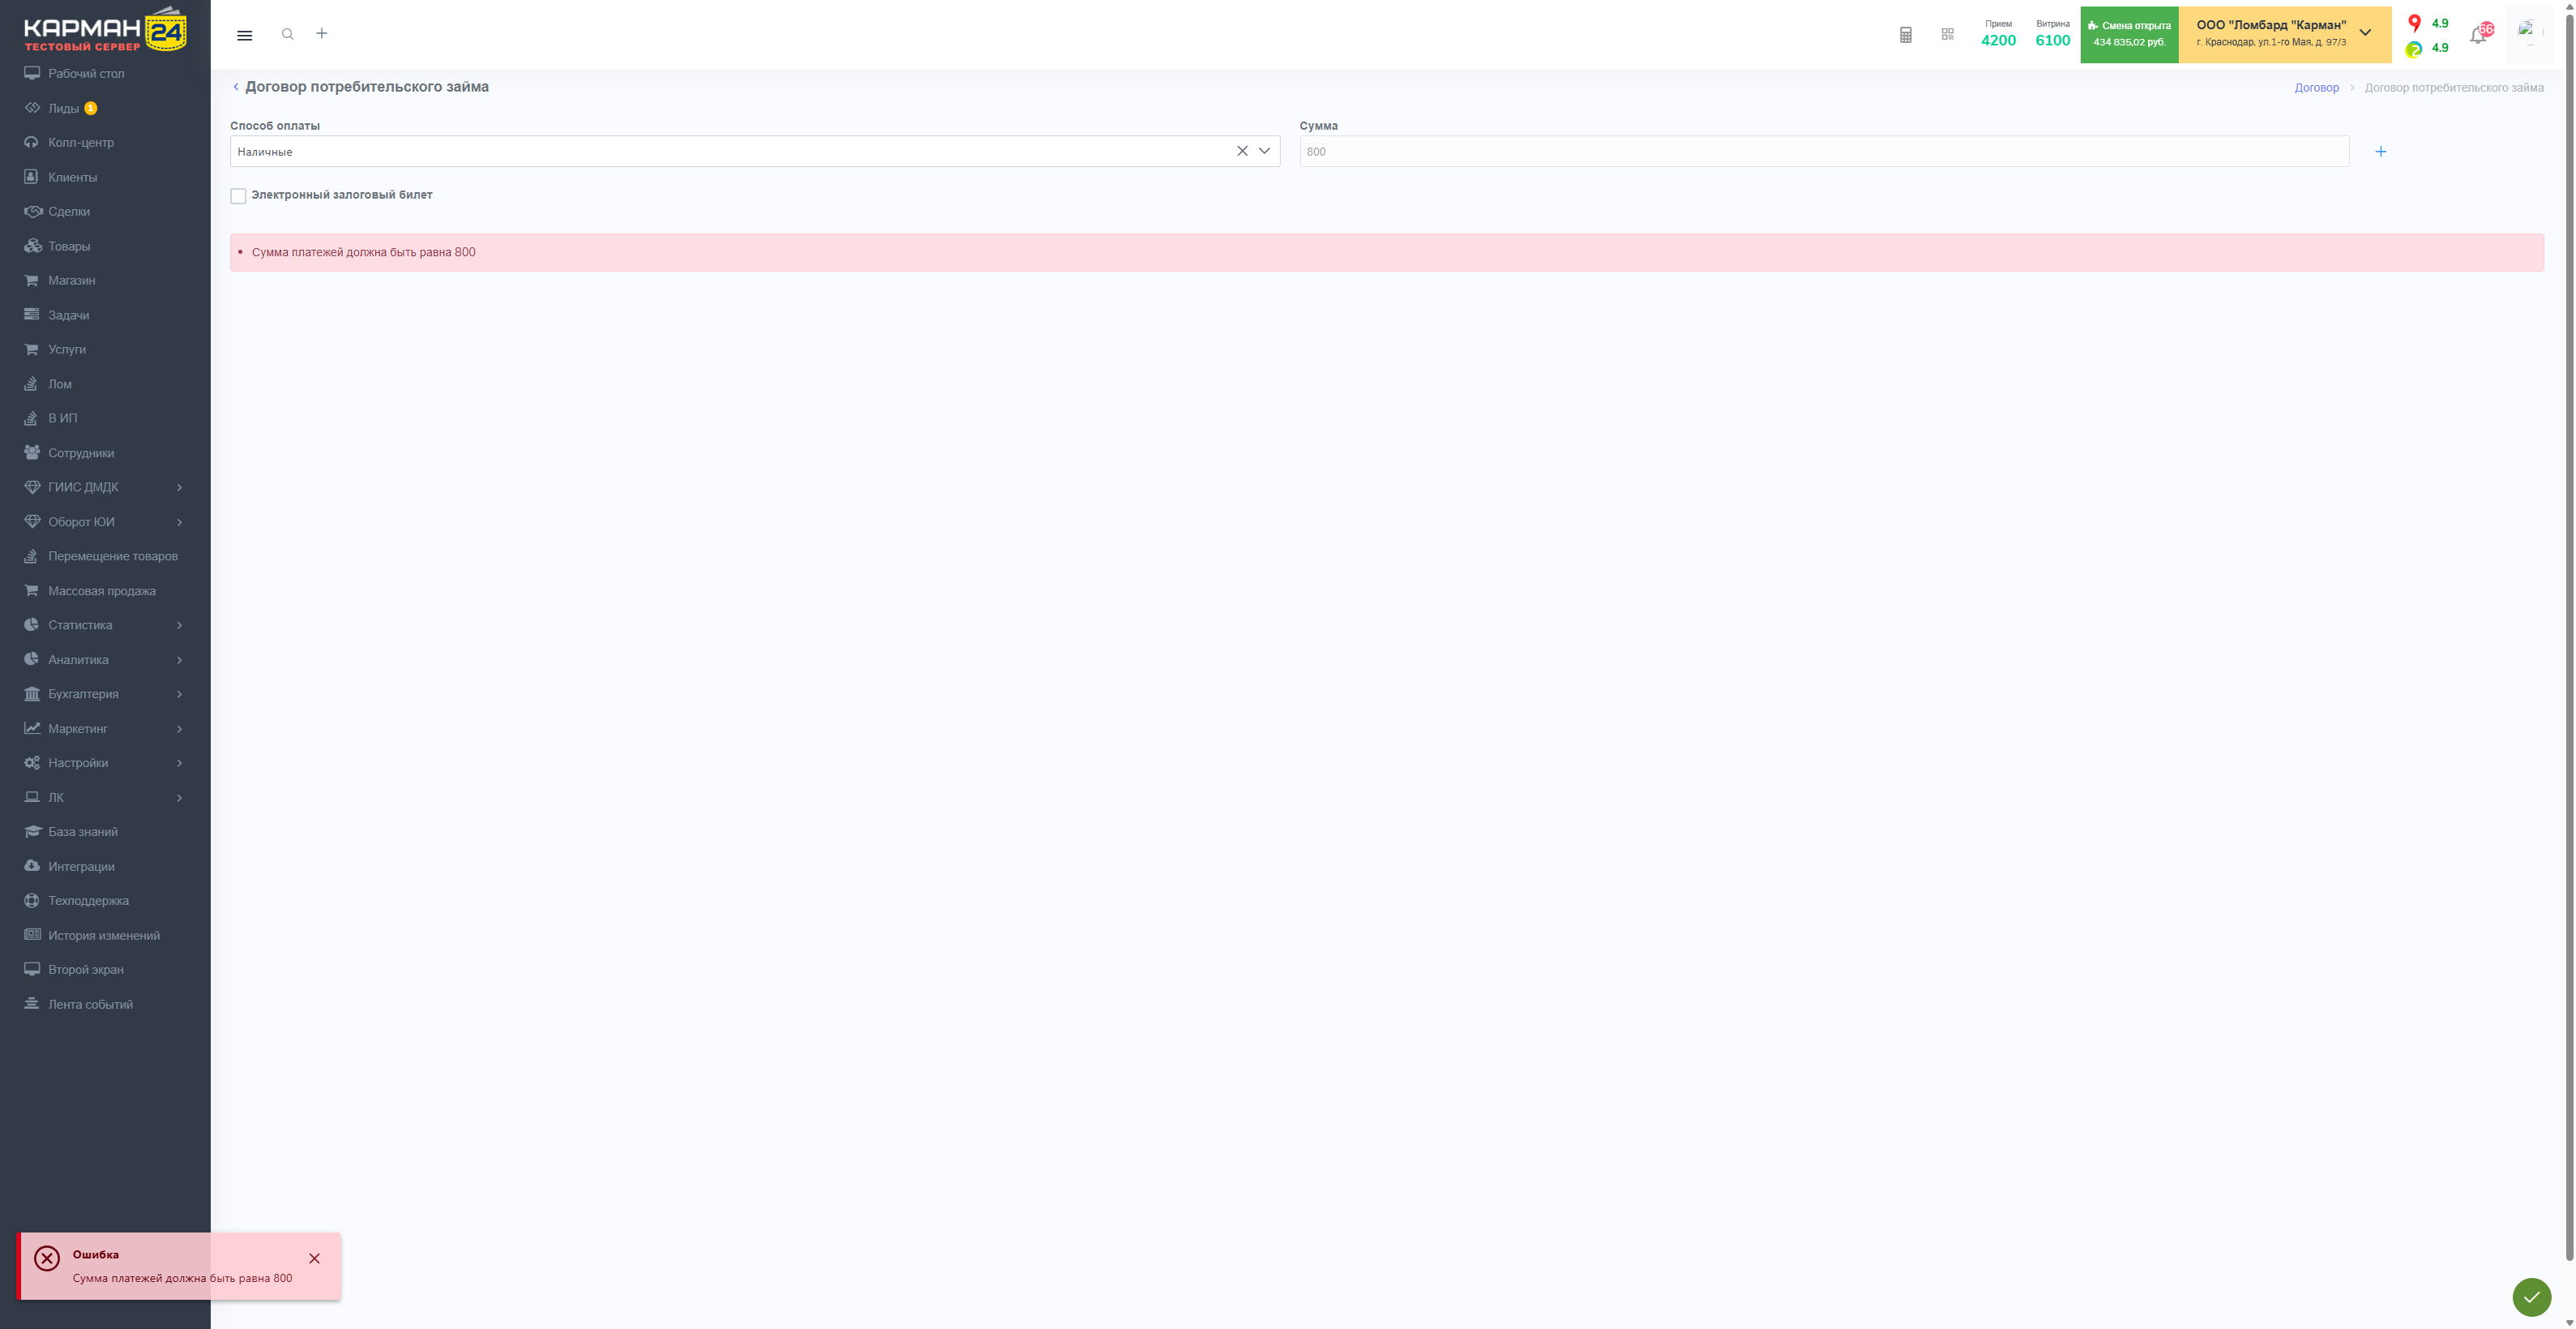 КАРМАН 24
ТЕСТОВЫЙ СЕРВЕР
Рабочий стол
Лиды 1
Колл-центр
Клиенты
Сделки
Товары
Магазин
Задачи
Услуги
Лом
В ИП
Сотрудники
ГИИС ДМДК
Оборот ЮИ
Перемещение товаров
Массовая продажа
Статистика
Аналитика
Бухгалтерия
Маркетинг
Настройки
ЛК
База знаний
Интеграции
Техподдержка
История изменений
Второй экран
Лента событий
Прием
4200
Витрина
6100
Смена открыта
434 835,02 руб.
ООО "Ломбард "Карман"
г. Краснодар, ул.1-го Мая, д. 97/3
4.9
4.9
Договор потребительского займа
Договор
Договор потребительского займа
Способ оплаты
Наличные
Сумма
800
Электронный залоговый билет
Сумма платежей должна быть равна 800
Ошибка
Сумма платежей должна быть равна 800